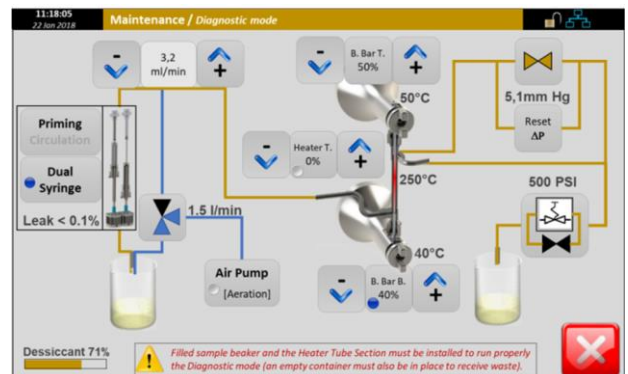 11:18:05
22 Jan 2018
Maintenance / Diagnostic mode
-
3,2
ml/min
+
-
B. Bar T.
50%
+
50°C
5,1mm Hg
Reset
ΔP
Priming
Circulation
Dual
Syringe
Leak < 0.1%
-
Heater T.
0%
+
250°C
500 PSI
1.5 l/min
40°C
Air Pump
[Aeration]
-
B. Bar B.
40%
+
Dessiccant 71%
Filled sample beaker and the Heater Tube Section must be installed to run properly
the Diagnostic mode (an empty container must also be in place to receive waste).